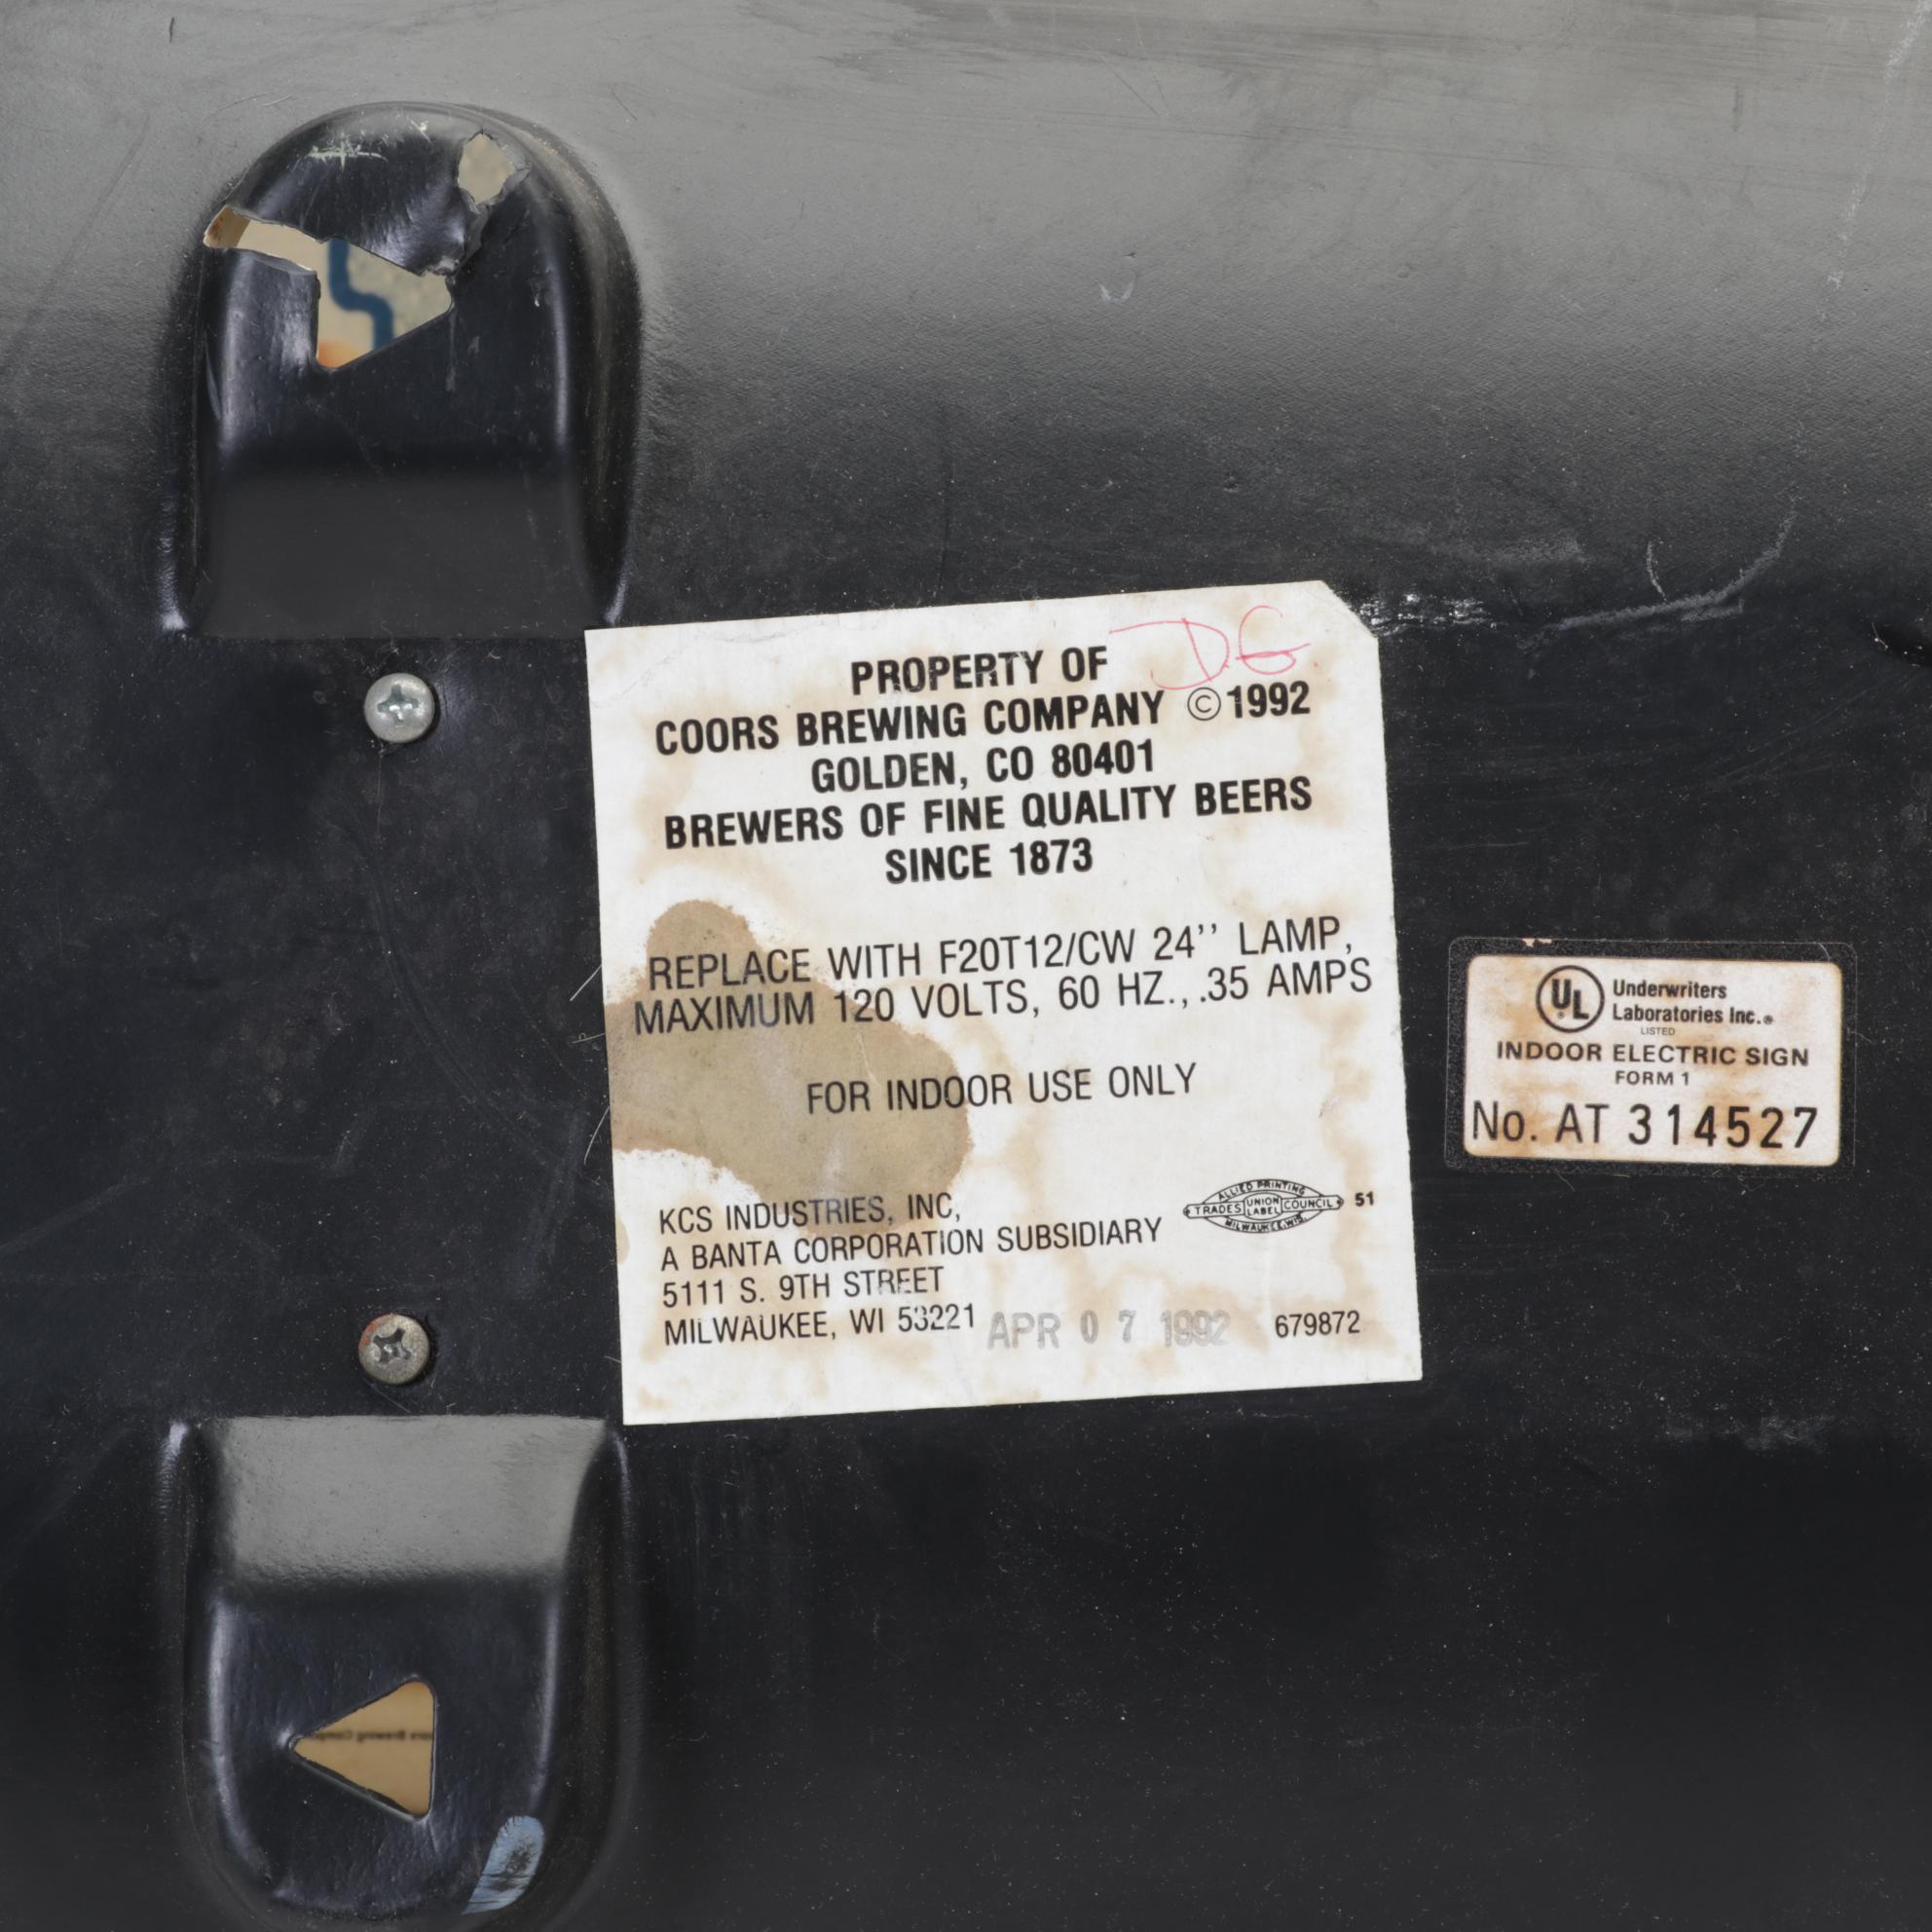 DG
PROPERTY OF
COORS BREWING COMPANY ©1992
GOLDEN, CO 80401
BREWERS OF FINE QUALITY BEERS
SINCE 1873
REPLACE WITH F20T12/CW 24’’ LAMP,
MAXIMUM 120 VOLTS, 60 HZ., .35 AMPS
FOR INDOOR USE ONLY
KCS INDUSTRIES, INC,
A BANTA CORPORATION SUBSIDIARY
5111 S. 9TH STREET
MILWAUKEE, WI 53221
APR 07 1992
679872
ALLIED PRINTING
TRADES UNION LABEL COUNCIL 51
MILWAUKEE, WIS.
UL ® Underwriters
Laboratories Inc.®
LISTED
INDOOR ELECTRIC SIGN
FORM 1
No. AT 314527
Brewing